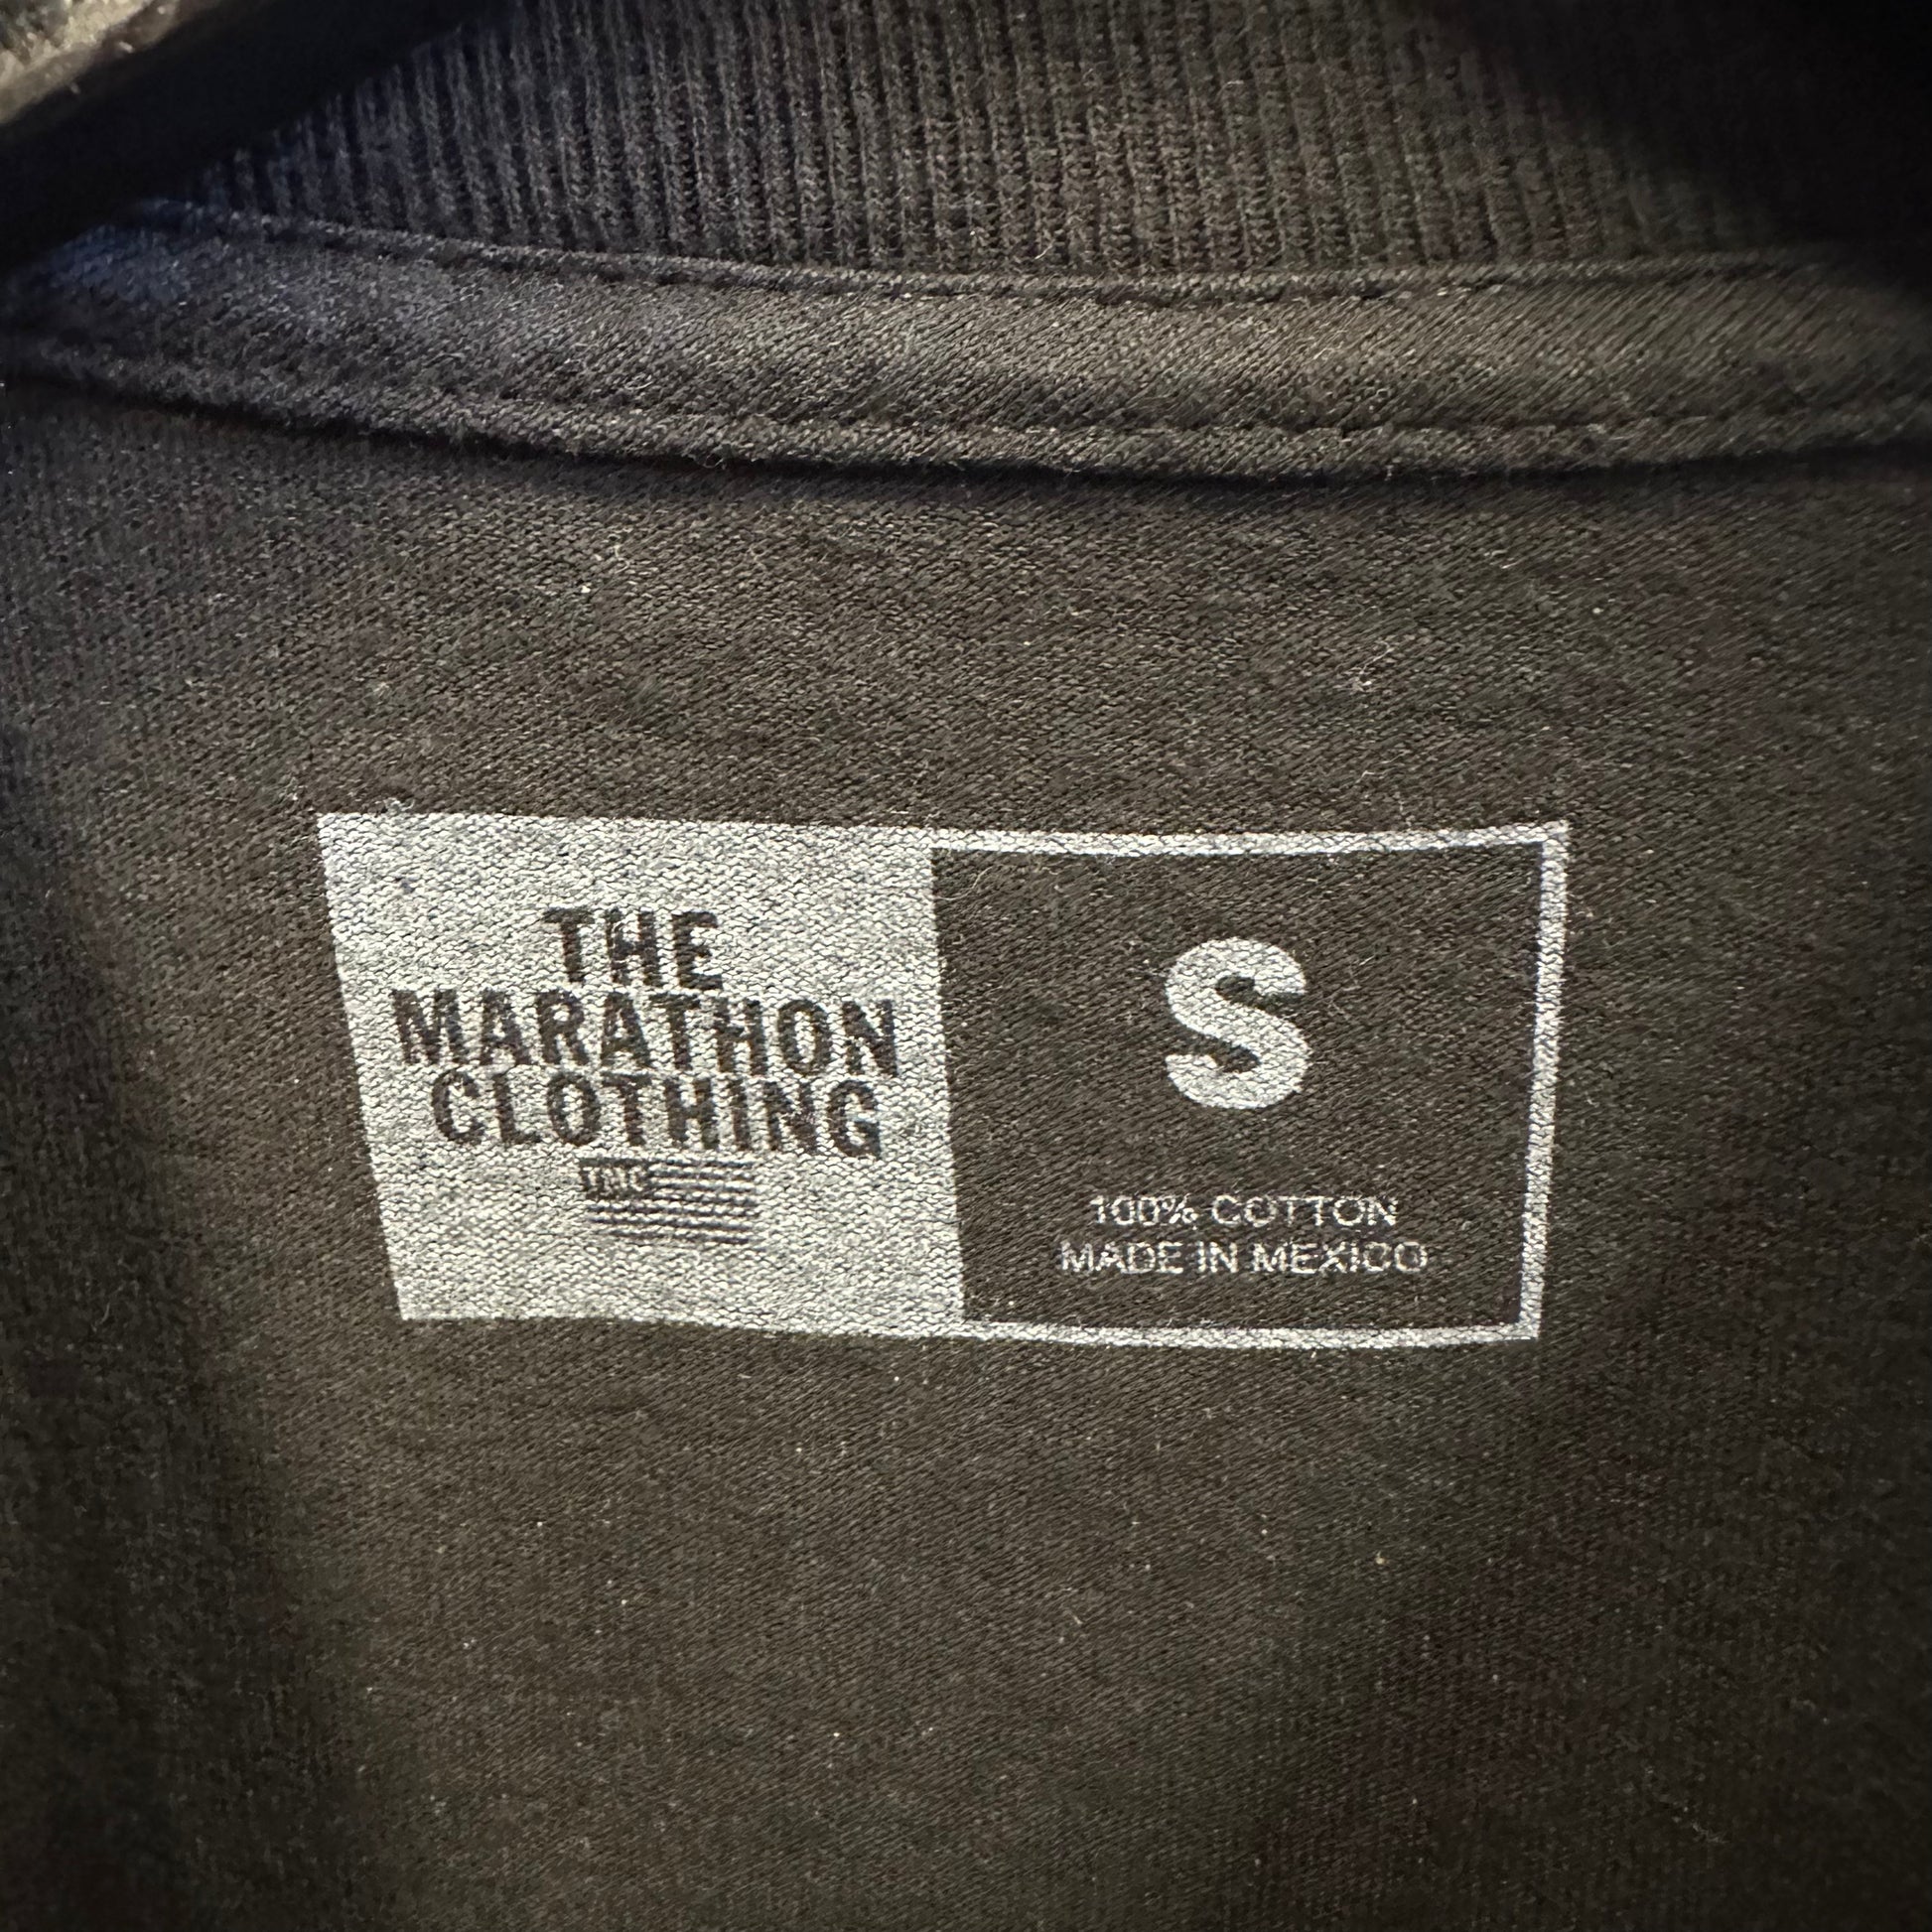 THE
MARATHON
CLOTHING
TMC
S
100% COTTON
MADE IN MEXICO